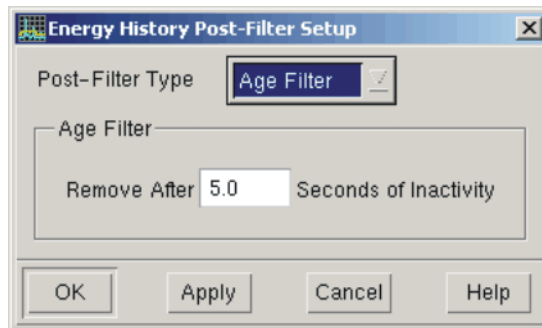 Energy History Post-Filter Setup
Post-Filter Type Age Filter
Age Filter
Remove After 5.0 Seconds of Inactivity
OK Apply Cancel Help